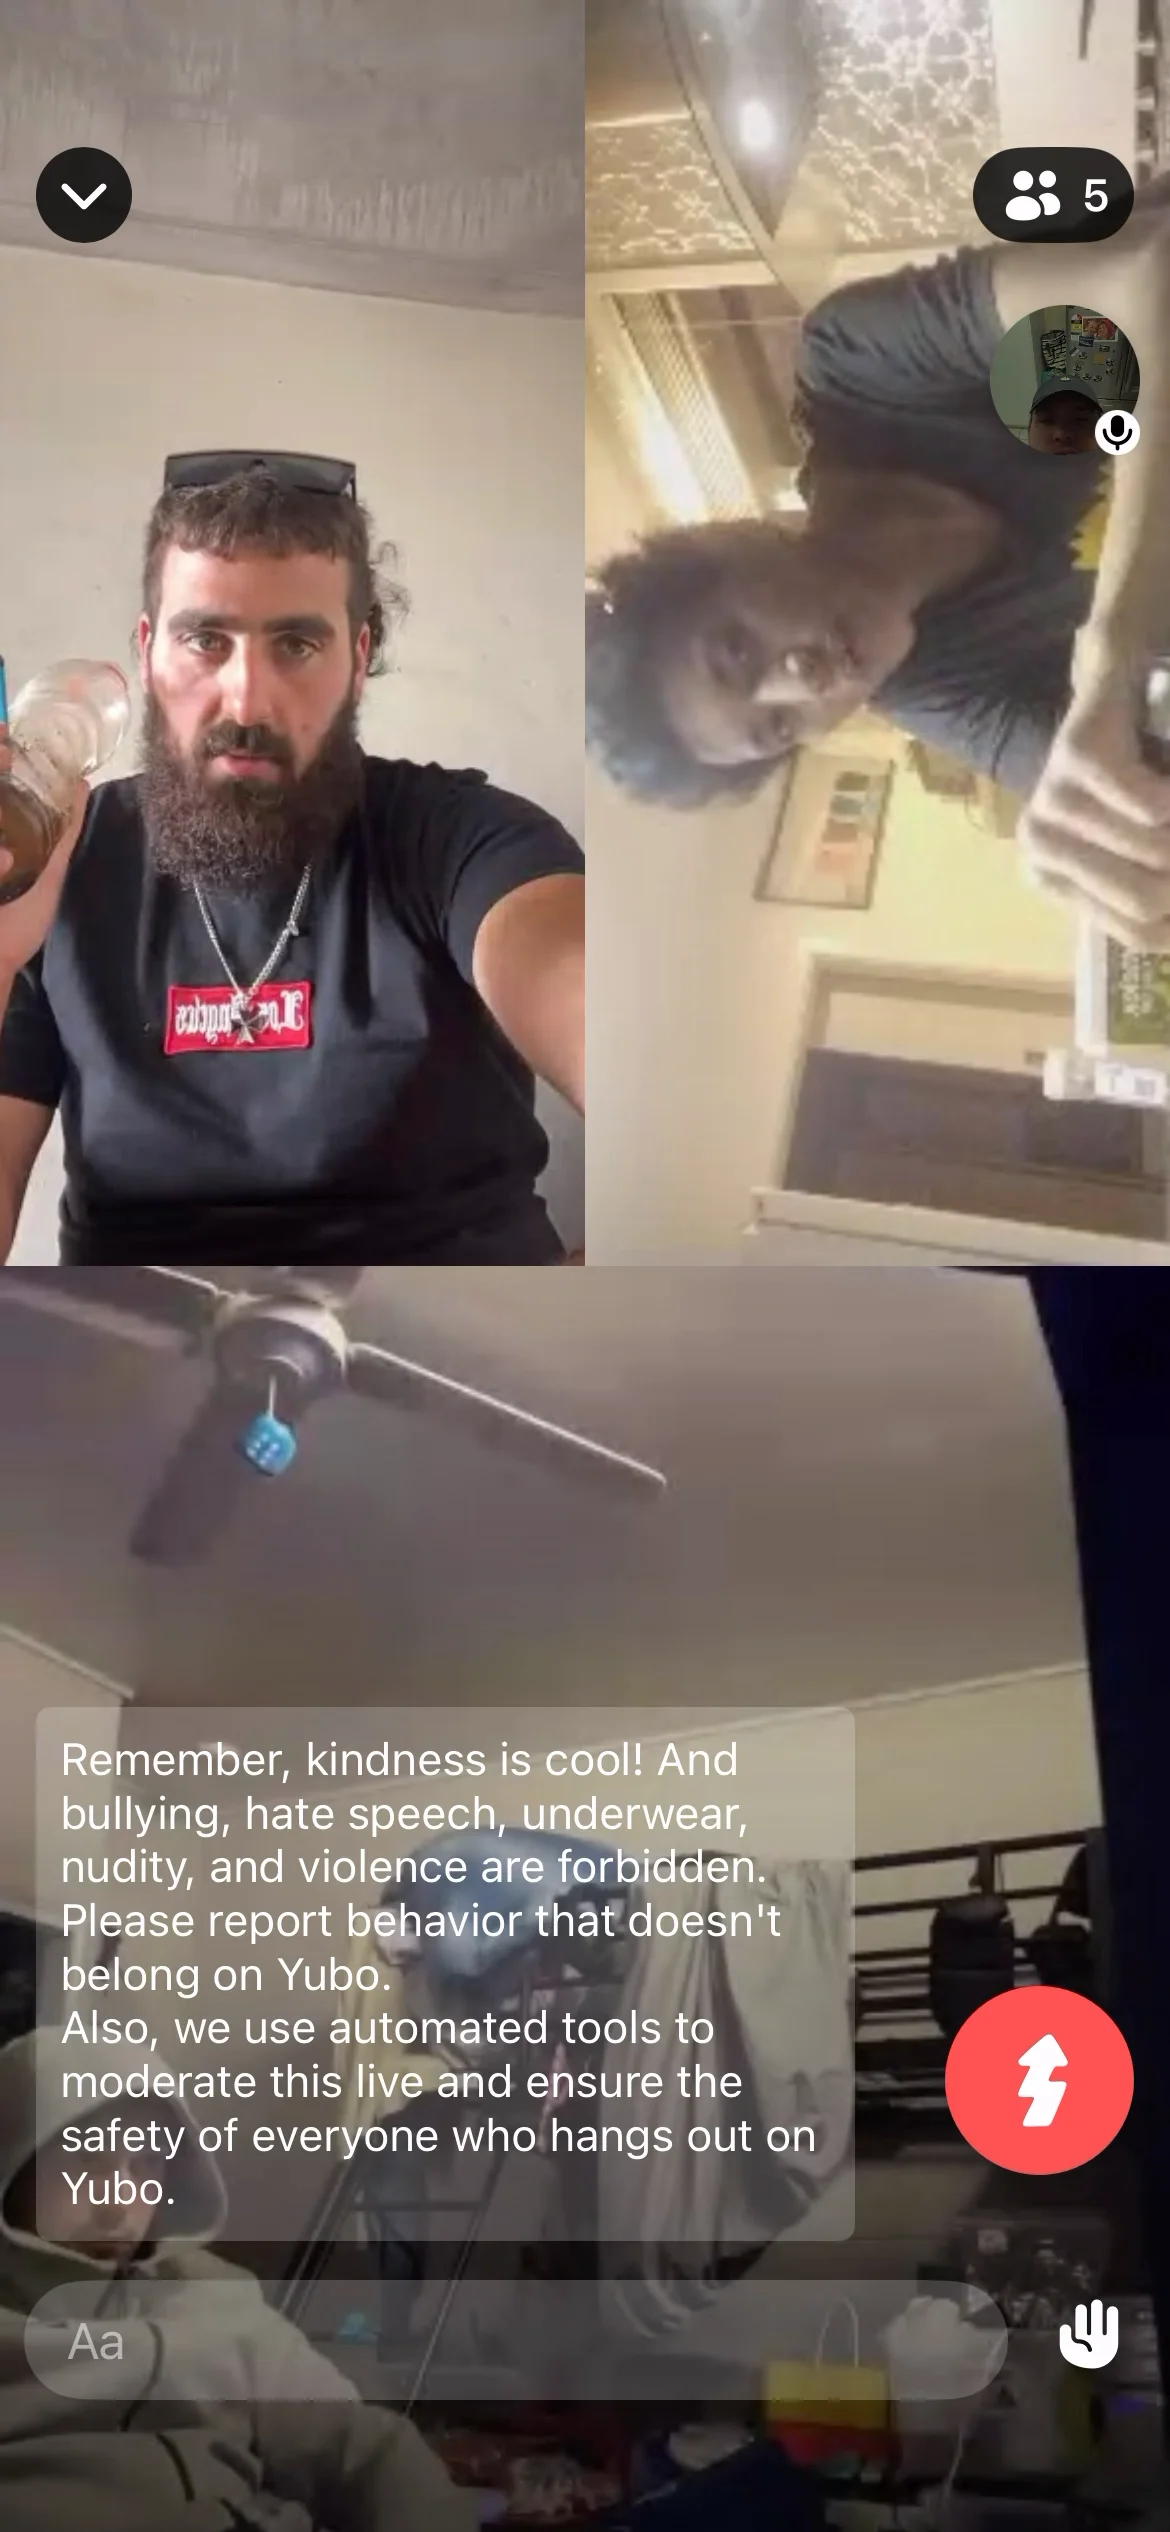 5
Los Angeles
Remember, kindness is cool! And
bullying, hate speech, underwear,
nudity, and violence are forbidden.
Please report behavior that doesn't
belong on Yubo.
Also, we use automated tools to
moderate this live and ensure the
safety of everyone who hangs out on
Yubo.
Aa